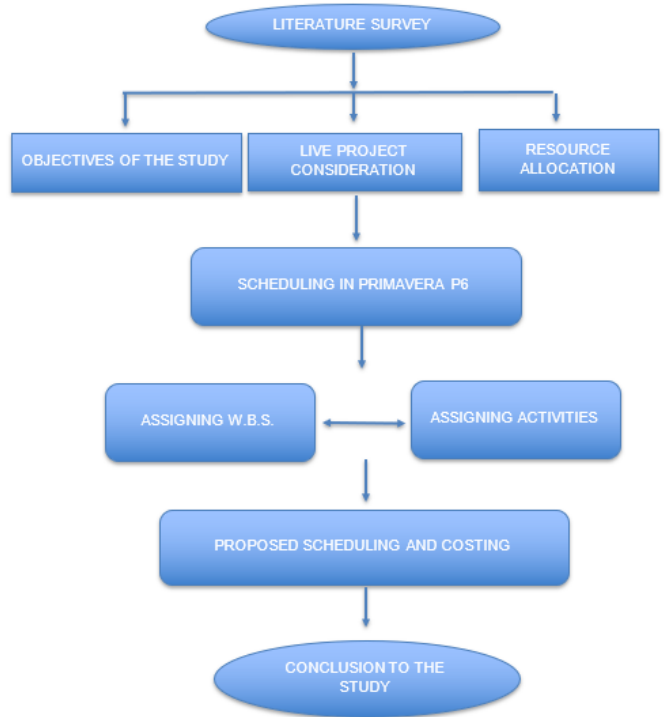 LITERATURE SURVEY
OBJECTIVES OF THE STUDY
LIVE PROJECT
CONSIDERATION
RESOURCE
ALLOCATION
SCHEDULING IN PRIMAVERA P6
ASSIGNING W.B.S.
ASSIGNING ACTIVITIES
PROPOSED SCHEDULING AND COSTING
CONCLUSION TO THE
STUDY